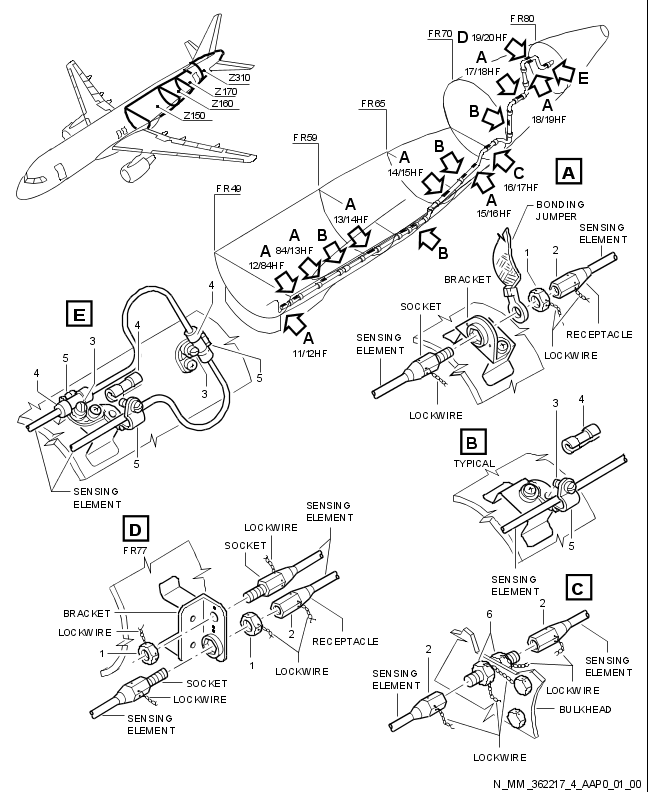 FR80
FR70
D 19/20HF
A
17/18HF
E
Z310
Z170
Z160
Z150
B
A
18/19HF
FR65
FR59
B
A
14/15HF
C
16/17HF
A
A
15/16HF
FR49
A
13/14HF
B
A 84/13HF
A
12/84HF
B
A
11/12HF
BONDING
JUMPER
SENSING
ELEMENT
1
2
BRACKET
SOCKET
SENSING
ELEMENT
RECEPTACLE
LOCKWIRE
LOCKWIRE
E
4
4
3
5
4
5
3
5
SENSING
ELEMENT
B
TYPICAL
3
4
5
SENSING
ELEMENT
D
FR77
SENSING
ELEMENT
LOCKWIRE
SOCKET
BRACKET
LOCKWIRE
1
2
1
RECEPTACLE
LOCKWIRE
SOCKET
LOCKWIRE
SENSING
ELEMENT
C
2
6
2
SENSING
ELEMENT
SENSING
ELEMENT
LOCKWIRE
BULKHEAD
LOCKWIRE
N_MM_362217_4_AAP0_01_00